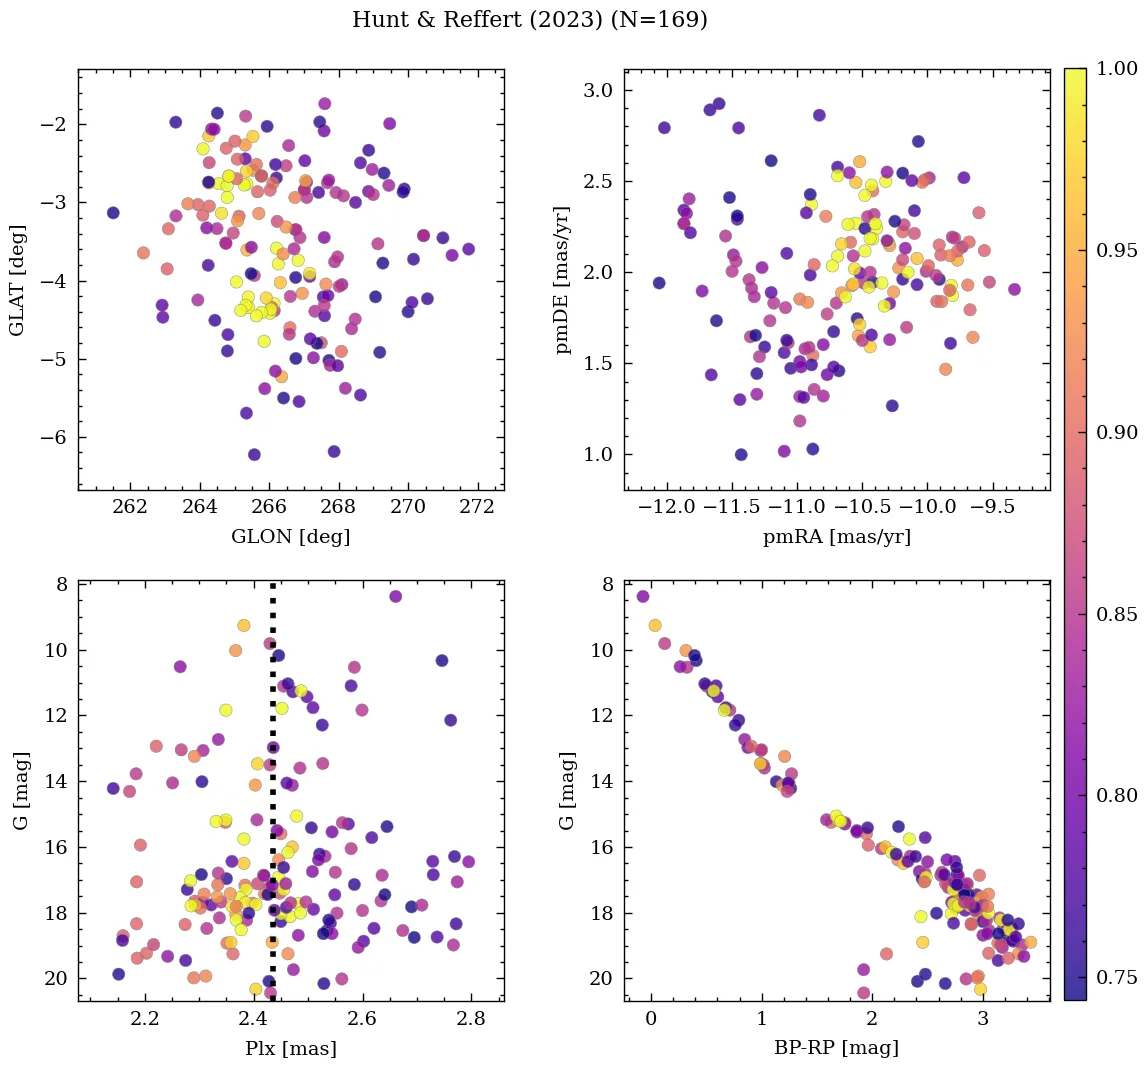 Hunt & Reffert (2023) (N=169)
−2
−3
−4
−5
−6
GLAT [deg]
262 264 266 268 270 272
GLON [deg]
3.0
2.5
2.0
1.5
1.0
pmDE [mas/yr]
−12.0 −11.5 −11.0 −10.5 −10.0 −9.5
pmRA [mas/yr]
8
10
12
14
16
18
20
G [mag]
2.2 2.4 2.6 2.8
Plx [mas]
8
10
12
14
16
18
20
G [mag]
0 1 2 3
BP-RP [mag]
1.00
0.95
0.90
0.85
0.80
0.75